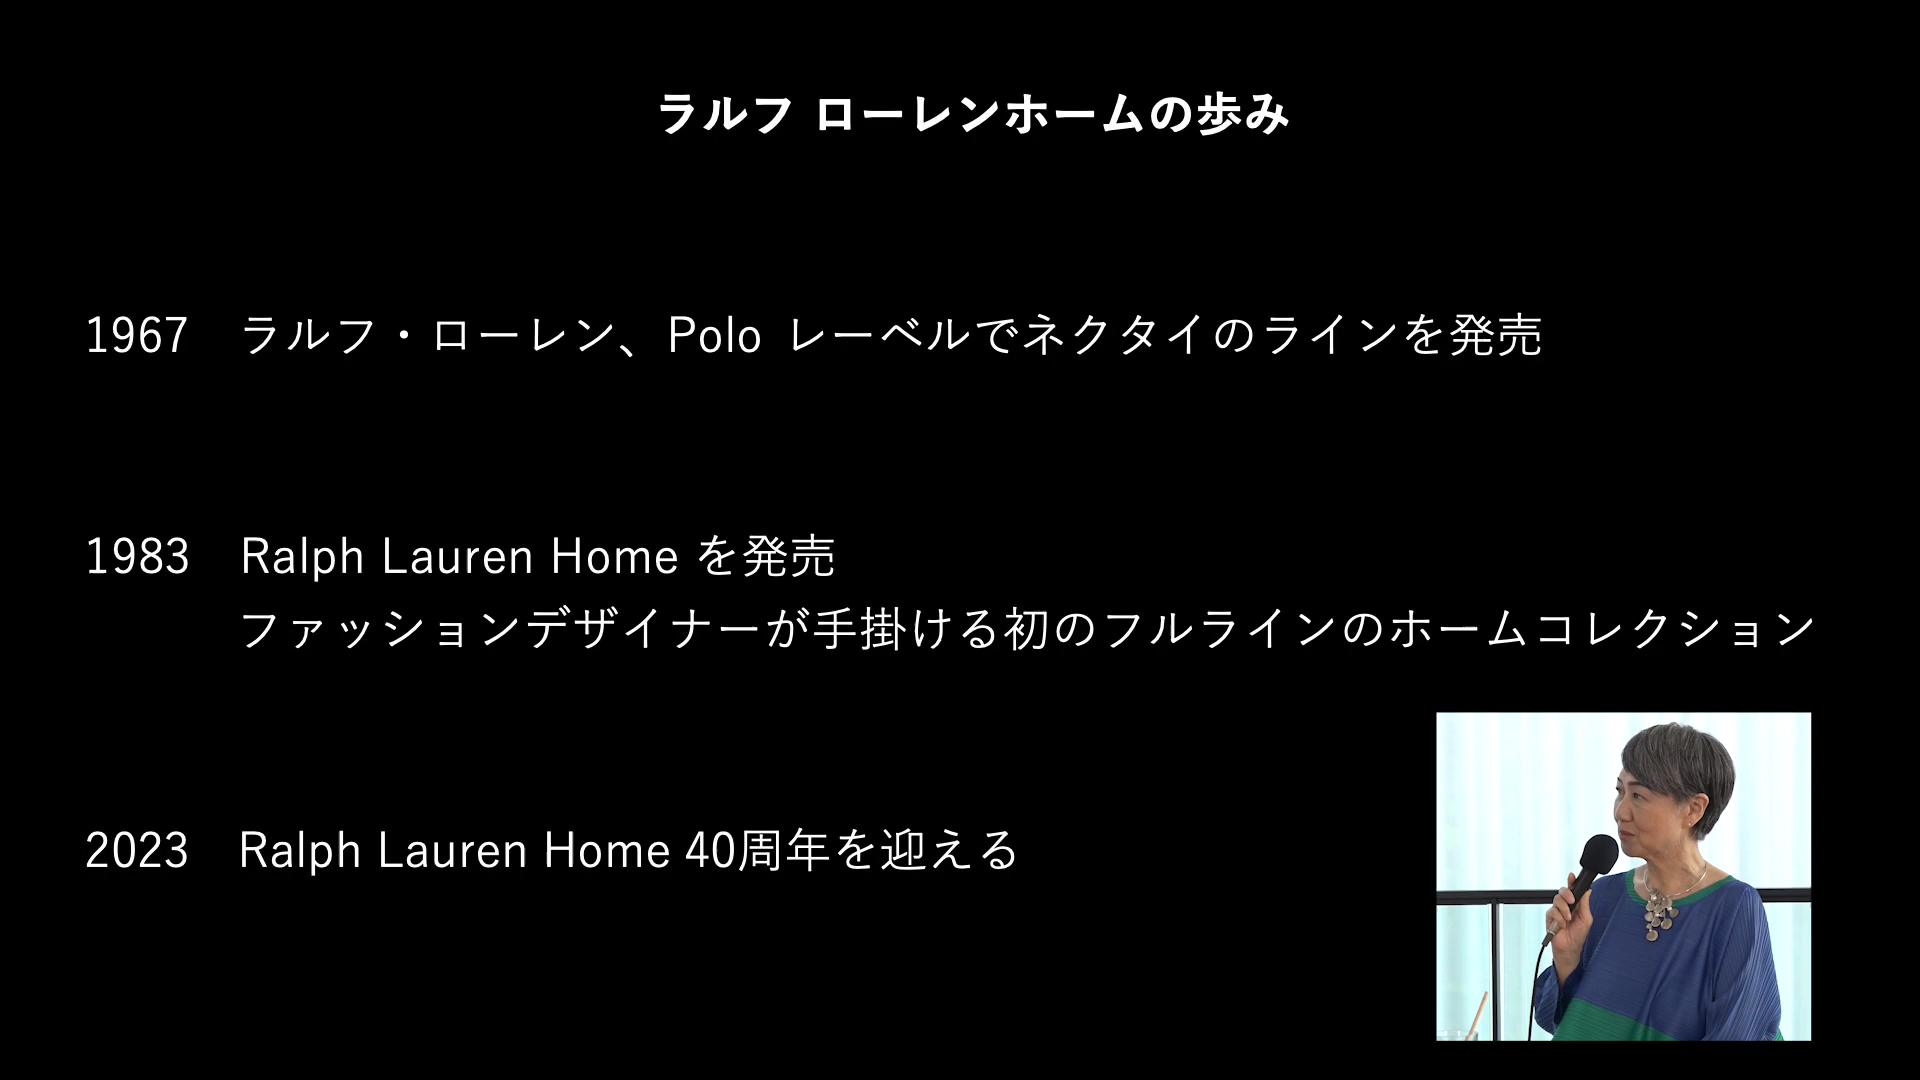 ラルフ ローレンホームの歩み
1967 ラルフ・ローレン、Polo レーベルでネクタイのラインを発売
1983 Ralph Lauren Home を発売
ファッションデザイナーが手掛ける初のフルラインのホームコレクション
2023 Ralph Lauren Home 40周年を迎える